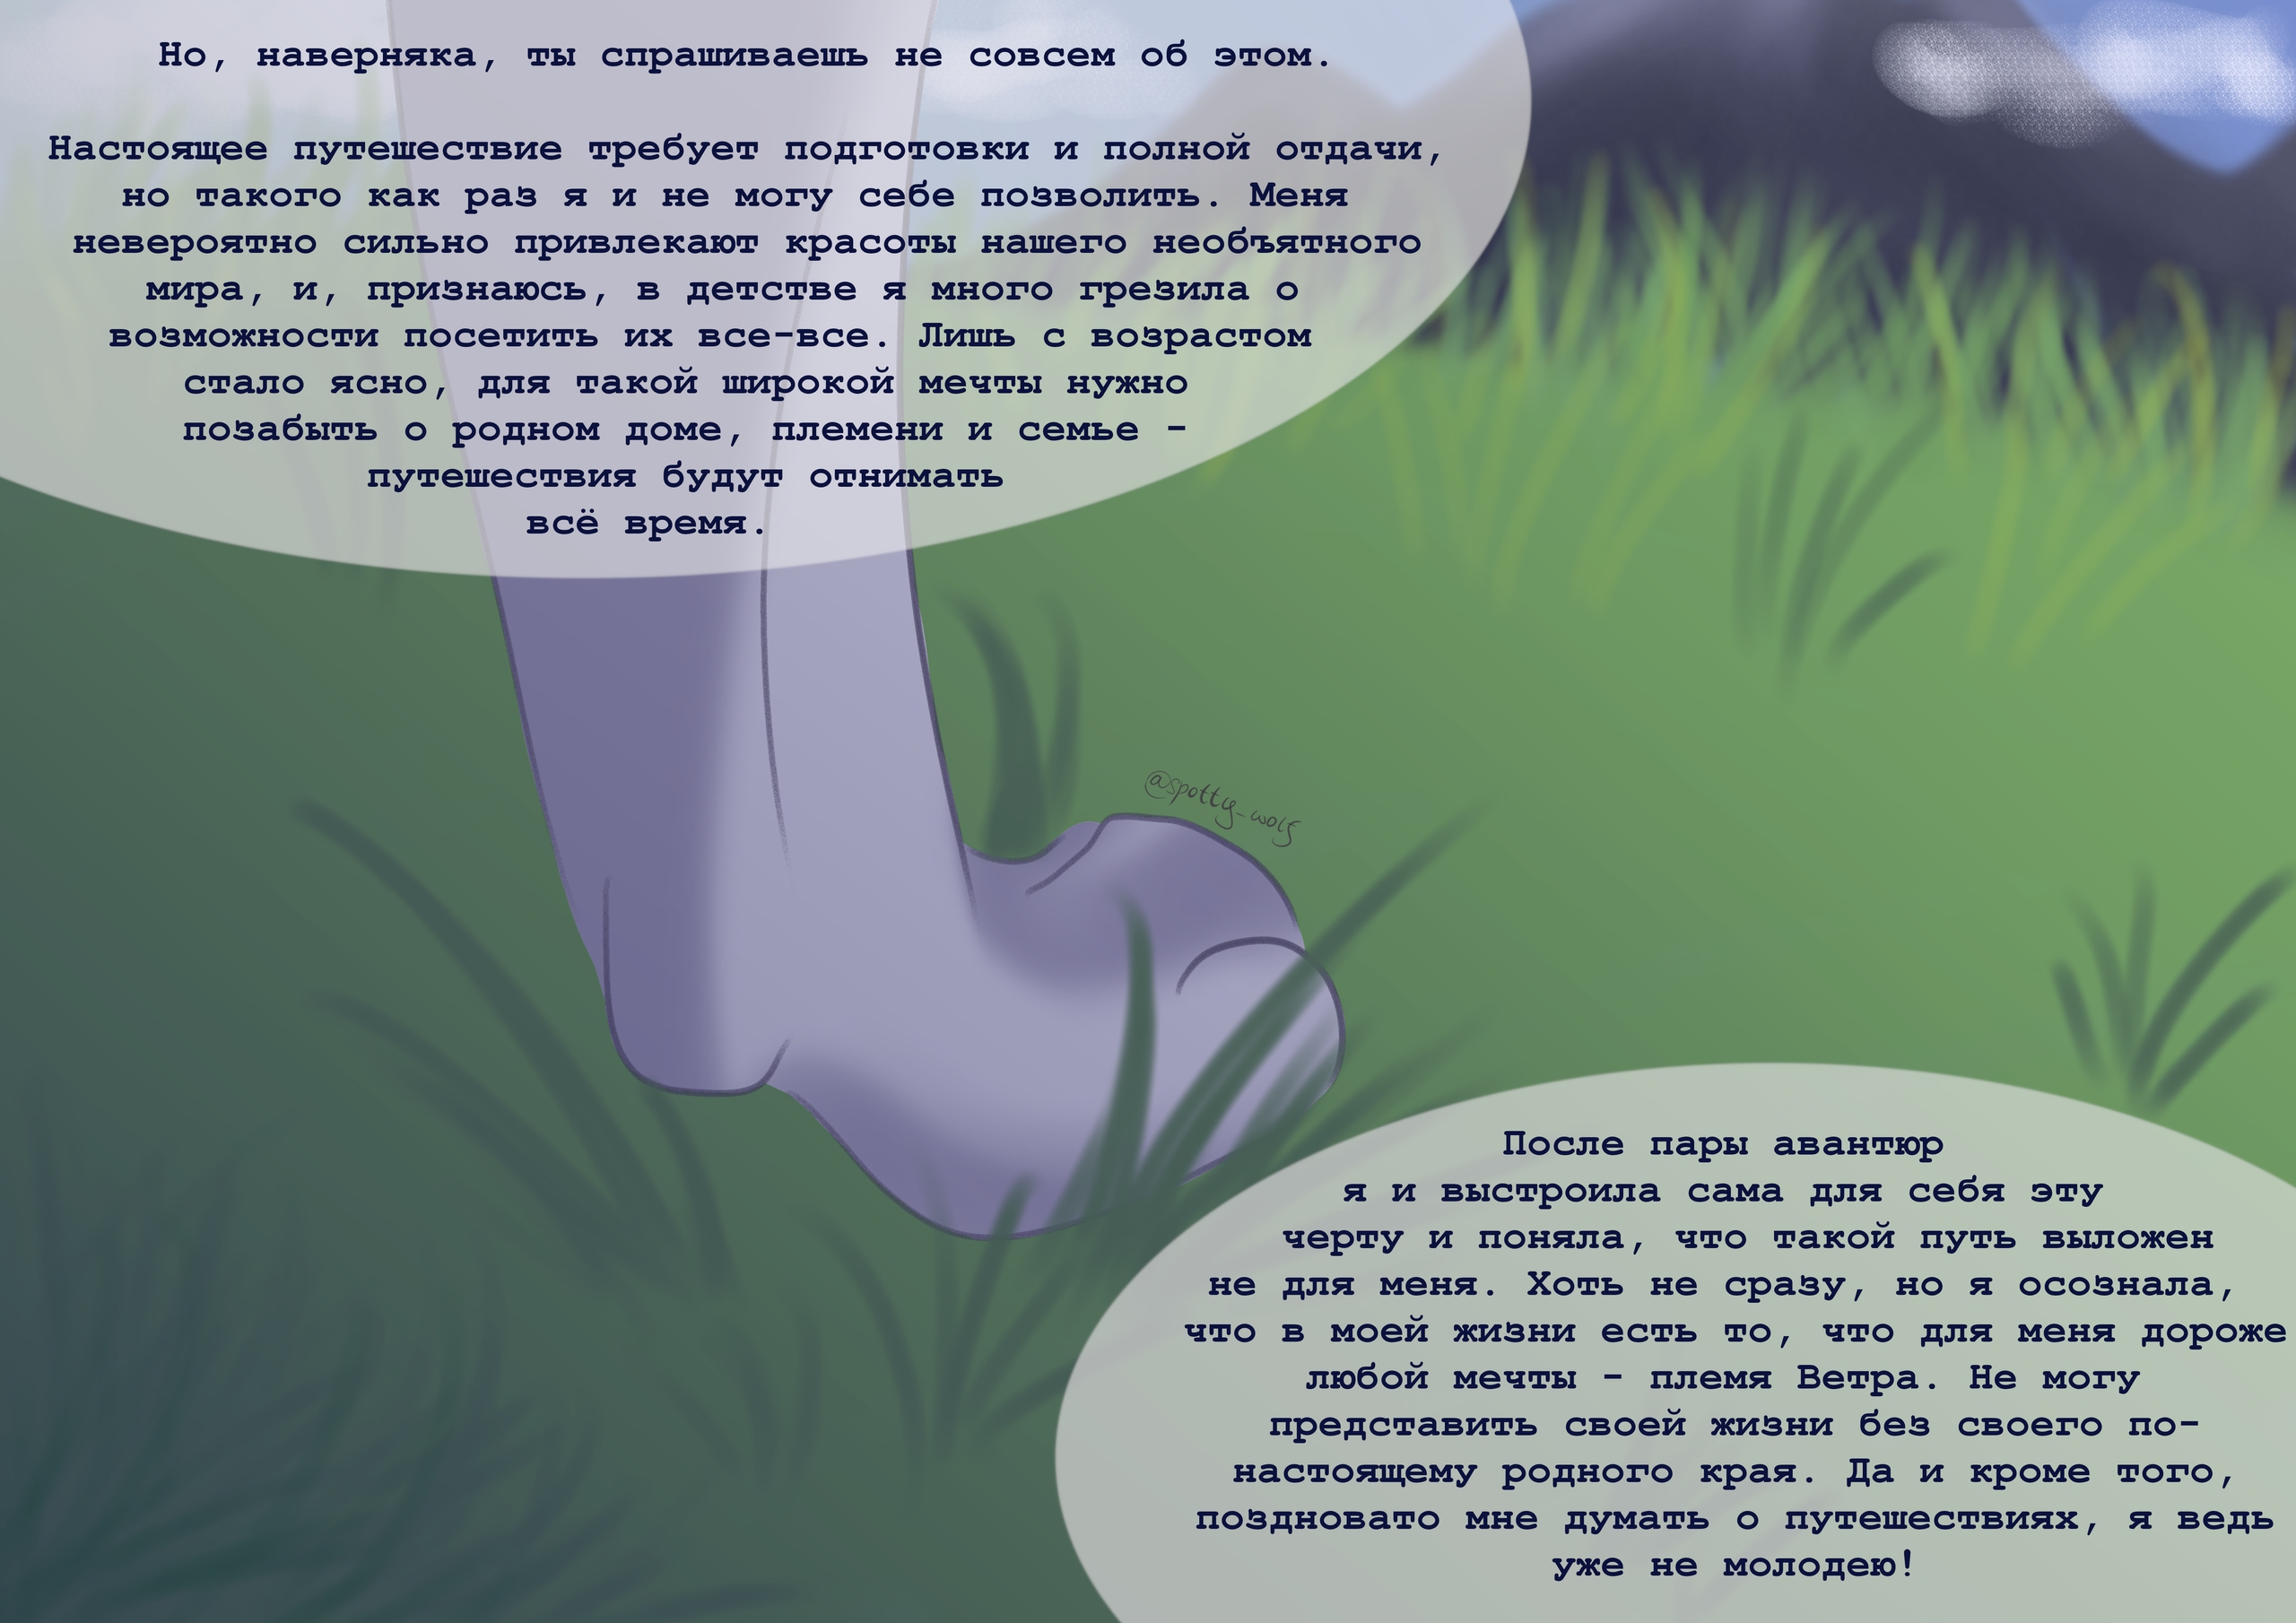 Но, наверняка, ты спрашиваешь не совсем об этом.
Настоящее путешествие требует подготовки и полной отдачи,
но такого как раз я и не могу себе позволить. Меня
невероятно сильно привлекают красоты нашего необъятного
мира, и, признаюсь, в детстве я много грезила о
возможности посетить их все-все. Лишь с возрастом
стало ясно, для такой широкой мечты нужно
позабыть о родном доме, племени и семье -
путешествия будут отнимать
всё время.
@spotty_wolf
После пары авантюр
я и выстроила сама для себя эту
черту и поняла, что такой путь выложен
не для меня. Хоть не сразу, но я осознала,
что в моей жизни есть то, что для меня дороже
любой мечты - племя Ветра. Не могу
представить своей жизни без своего по-
настоящему родного края. Да и кроме того,
поздновато мне думать о путешествиях, я ведь
уже не молодею!